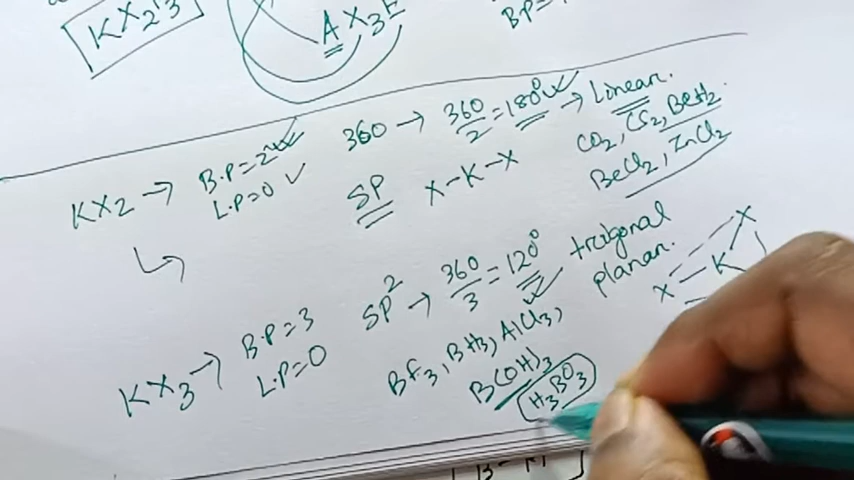 KX2'3
AX3E
B.P=
KX2 → B.P=2
L.P=0
360 → 360/2 = 180° → Linear.
SP X-K-X
CO2, CS2, BeH2.
BeCl2, ZnCl2
KX3 → B.P=3
L.P=0
SP2 → 360/3 = 120° trigonal
planar.
BF3, BH3, AlCl3,
B(OH)3
H3BO3
X
X-K